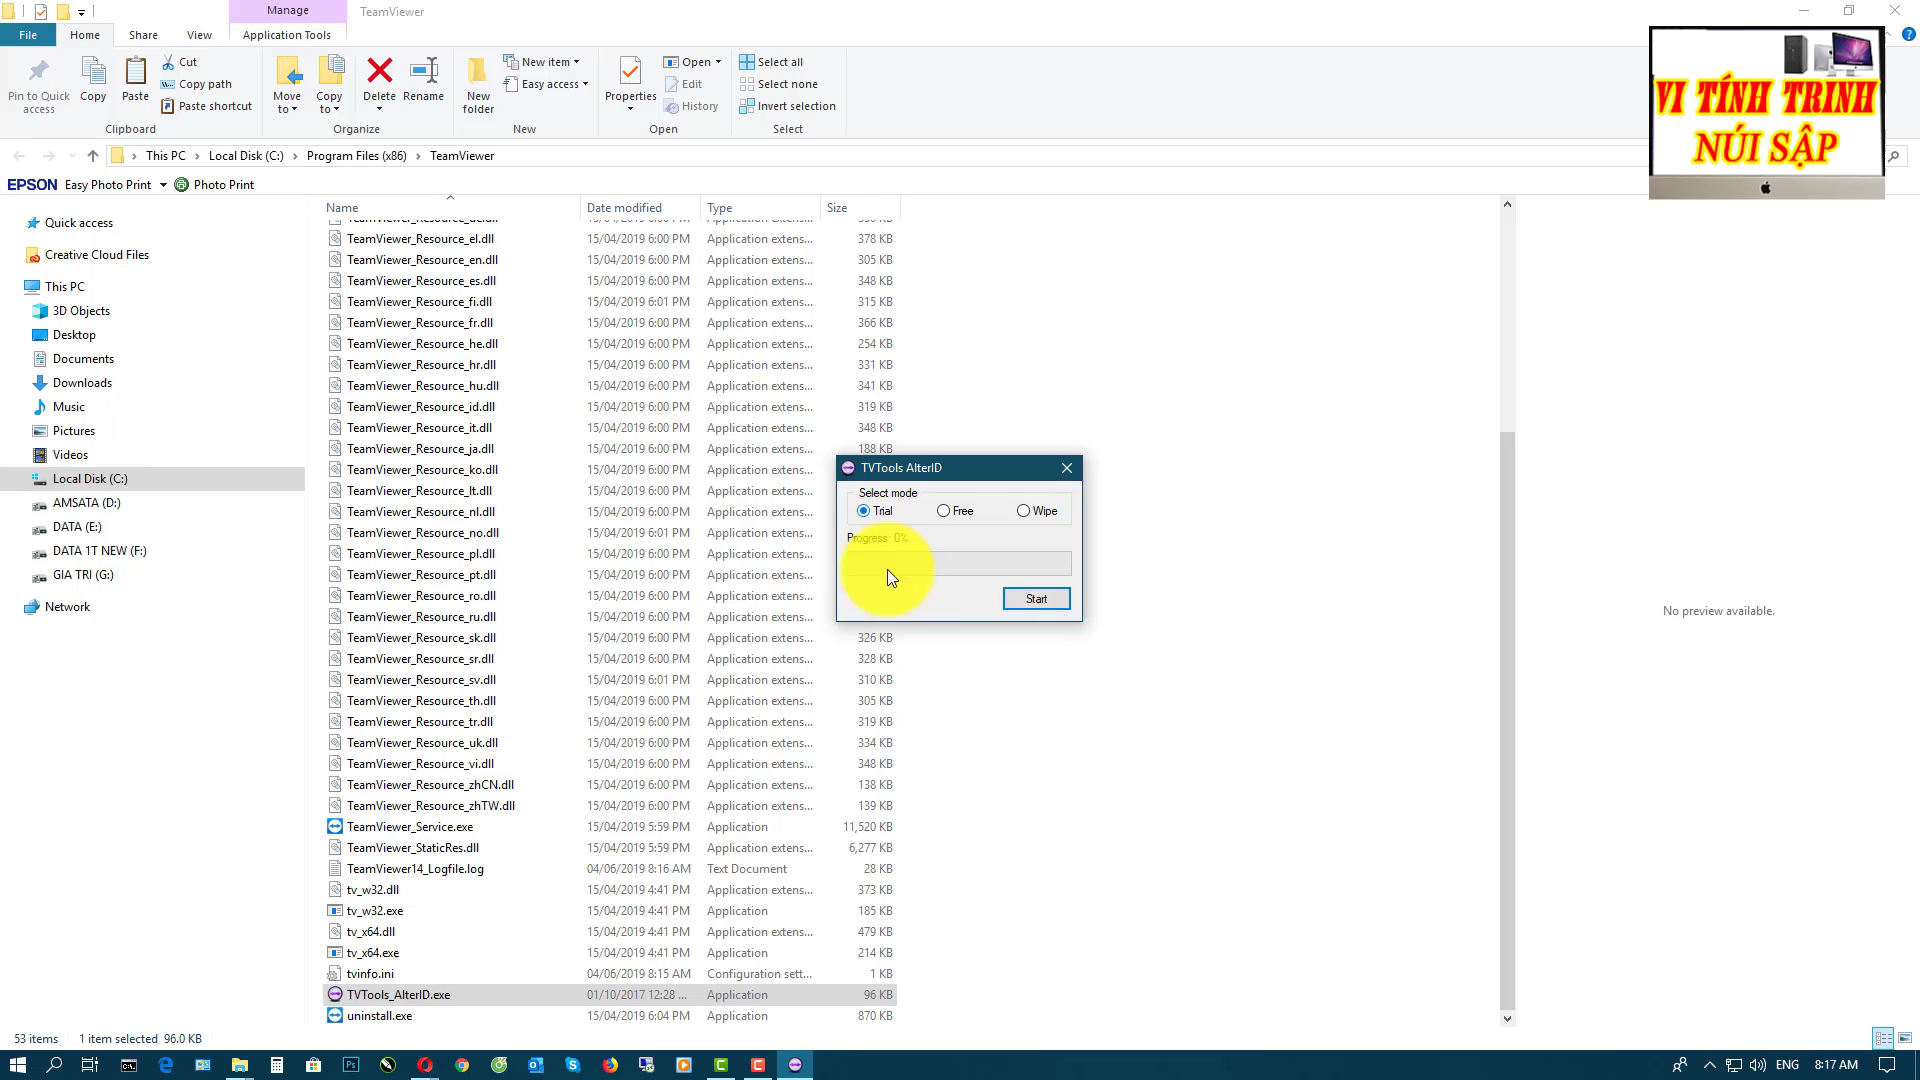 Manage
TeamViewer
File
Home
Share
View
Application Tools
Pin to Quick access
Copy
Paste
Cut
Copy path
Paste shortcut
Clipboard
Move to
Copy to
Delete
Rename
Organize
New folder
New item
Easy access
New
Properties
Open
Edit
History
Open
Select all
Select none
Invert selection
Select
VI TÍNH TRINH
NÚI SẬP
This PC > Local Disk (C:) > Program Files (x86) > TeamViewer
EPSON Easy Photo Print Photo Print
Quick access
Creative Cloud Files
This PC
3D Objects
Desktop
Documents
Downloads
Music
Pictures
Videos
Local Disk (C:)
AMSATA (D:)
DATA (E:)
DATA 1T NEW (F:)
GIA TRI (G:)
Network
Name Date modified Type Size
TeamViewer_Resource_el.dll 15/04/2019 6:00 PM Application extens... 378 KB
TeamViewer_Resource_en.dll 15/04/2019 6:00 PM Application extens... 305 KB
TeamViewer_Resource_es.dll 15/04/2019 6:00 PM Application extens... 348 KB
TeamViewer_Resource_fi.dll 15/04/2019 6:01 PM Application extens... 315 KB
TeamViewer_Resource_fr.dll 15/04/2019 6:00 PM Application extens... 366 KB
TeamViewer_Resource_he.dll 15/04/2019 6:00 PM Application extens... 254 KB
TeamViewer_Resource_hr.dll 15/04/2019 6:00 PM Application extens... 331 KB
TeamViewer_Resource_hu.dll 15/04/2019 6:00 PM Application extens... 341 KB
TeamViewer_Resource_id.dll 15/04/2019 6:00 PM Application extens... 319 KB
TeamViewer_Resource_it.dll 15/04/2019 6:00 PM Application extens... 348 KB
TeamViewer_Resource_ja.dll 15/04/2019 6:00 PM Application extens... 188 KB
TeamViewer_Resource_ko.dll 15/04/2019 6:00 PM Application extens...
TeamViewer_Resource_lt.dll 15/04/2019 6:00 PM Application extens...
TeamViewer_Resource_nl.dll 15/04/2019 6:00 PM Application extens...
TeamViewer_Resource_no.dll 15/04/2019 6:01 PM Application extens...
TeamViewer_Resource_pl.dll 15/04/2019 6:00 PM Application extens...
TeamViewer_Resource_pt.dll 15/04/2019 6:00 PM Application extens...
TeamViewer_Resource_ro.dll 15/04/2019 6:00 PM Application extens...
TeamViewer_Resource_ru.dll 15/04/2019 6:00 PM Application extens...
TeamViewer_Resource_sk.dll 15/04/2019 6:00 PM Application extens... 326 KB
TeamViewer_Resource_sr.dll 15/04/2019 6:00 PM Application extens... 328 KB
TeamViewer_Resource_sv.dll 15/04/2019 6:01 PM Application extens... 310 KB
TeamViewer_Resource_th.dll 15/04/2019 6:00 PM Application extens... 305 KB
TeamViewer_Resource_tr.dll 15/04/2019 6:00 PM Application extens... 319 KB
TeamViewer_Resource_uk.dll 15/04/2019 6:00 PM Application extens... 334 KB
TeamViewer_Resource_vi.dll 15/04/2019 6:00 PM Application extens... 348 KB
TeamViewer_Resource_zhCN.dll 15/04/2019 6:00 PM Application extens... 138 KB
TeamViewer_Resource_zhTW.dll 15/04/2019 6:00 PM Application extens... 139 KB
TeamViewer_Service.exe 15/04/2019 5:59 PM Application 11,520 KB
TeamViewer_StaticRes.dll 15/04/2019 5:59 PM Application extens... 6,277 KB
TeamViewer14_Logfile.log 04/06/2019 8:16 AM Text Document 28 KB
tv_w32.dll 15/04/2019 4:41 PM Application extens... 373 KB
tv_w32.exe 15/04/2019 4:41 PM Application 185 KB
tv_x64.dll 15/04/2019 4:41 PM Application extens... 479 KB
tv_x64.exe 15/04/2019 4:41 PM Application 214 KB
tvinfo.ini 04/06/2019 8:15 AM Configuration sett... 1 KB
TVTools_AlterID.exe 01/10/2017 12:28 ... Application 96 KB
uninstall.exe 15/04/2019 6:04 PM Application 870 KB
TVTools AlterID
Select mode
Trial Free Wipe
Progress: 0%
Start
No preview available.
53 items 1 item selected 96.0 KB
ENG 8:17 AM